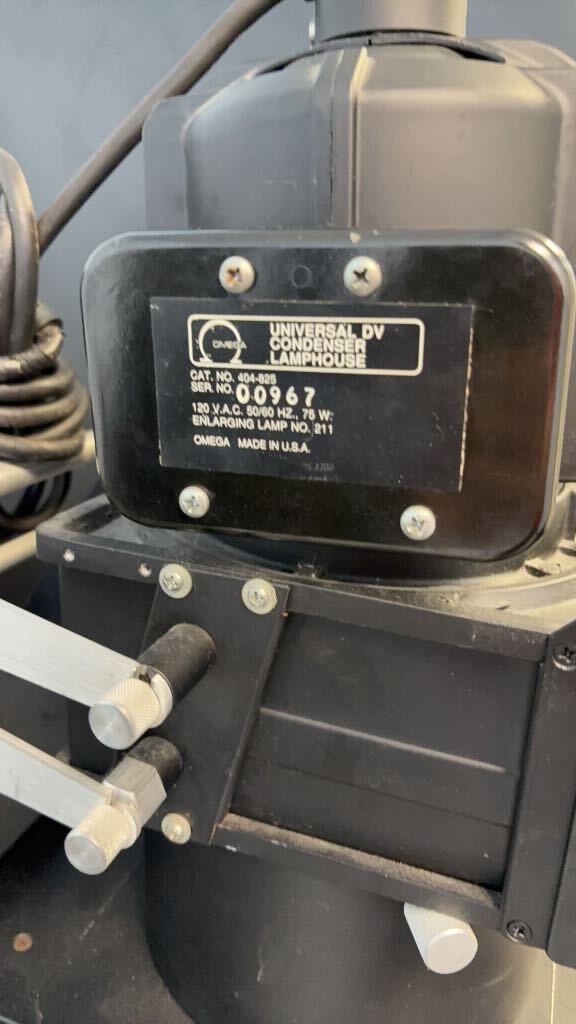 OMEGA
UNIVERSAL DV
CONDENSER
LAMPHOUSE
CAT. NO. 404-825
SER. NO. 00967
120 V.A.C. 50/60 HZ., 75 W.
ENLARGING LAMP NO. 211
OMEGA MADE IN U.S.A.